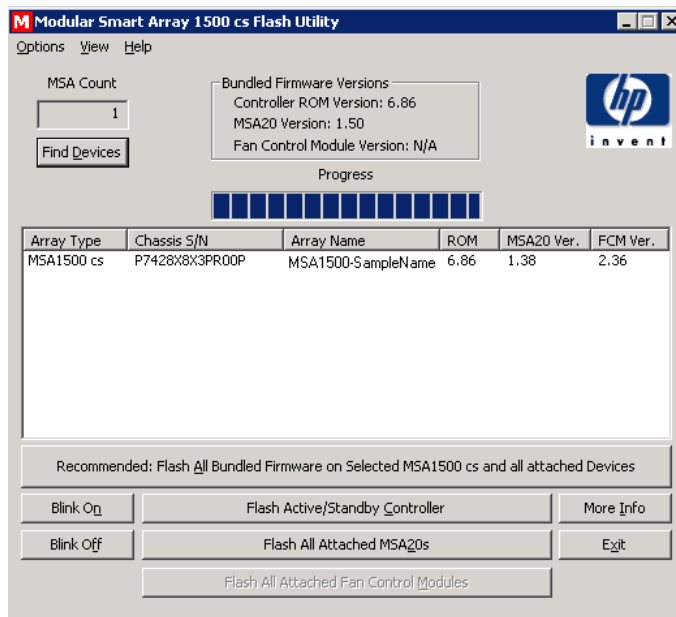 M Modular Smart Array 1500 cs Flash Utility
Options View Help
MSA Count
1
Find Devices
Bundled Firmware Versions
Controller ROM Version: 6.86
MSA20 Version: 1.50
Fan Control Module Version: N/A
hp
invent
Progress
Array Type Chassis S/N Array Name ROM MSA20 Ver. FCM Ver.
MSA1500 cs P7428X8X3PR00P MSA1500-SampleName 6.86 1.38 2.36
Recommended: Flash All Bundled Firmware on Selected MSA1500 cs and all attached Devices
Blink On Flash Active/Standby Controller More Info
Blink Off Flash All Attached MSA20s Exit
Flash All Attached Fan Control Modules